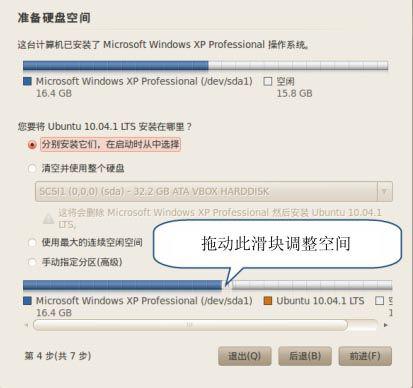 准备硬盘空间
这台计算机已安装了 Microsoft Windows XP Professional 操作系统。
Microsoft Windows XP Professional (/dev/sda1) 空闲
16.4 GB 15.8 GB
您要将 Ubuntu 10.04.1 LTS 安装在哪里？
分别安装它们，在启动时从中选择
清空并使用整个硬盘
SCSI1 (0,0,0) (sda) - 32.2 GB ATA VBOX HARDDISK
这将会删除 Microsoft Windows XP Professional 然后安装 Ubuntu 10.04.1
LTS。
使用最大的连续空闲空间
拖动此滑块调整空间
手动指定分区(高级)
Microsoft Windows XP Professional (/dev/sda1) Ubuntu 10.04.1 LTS
16.4 GB
第 4 步(共 7 步) 退出(Q) 后退(B) 前进(F)